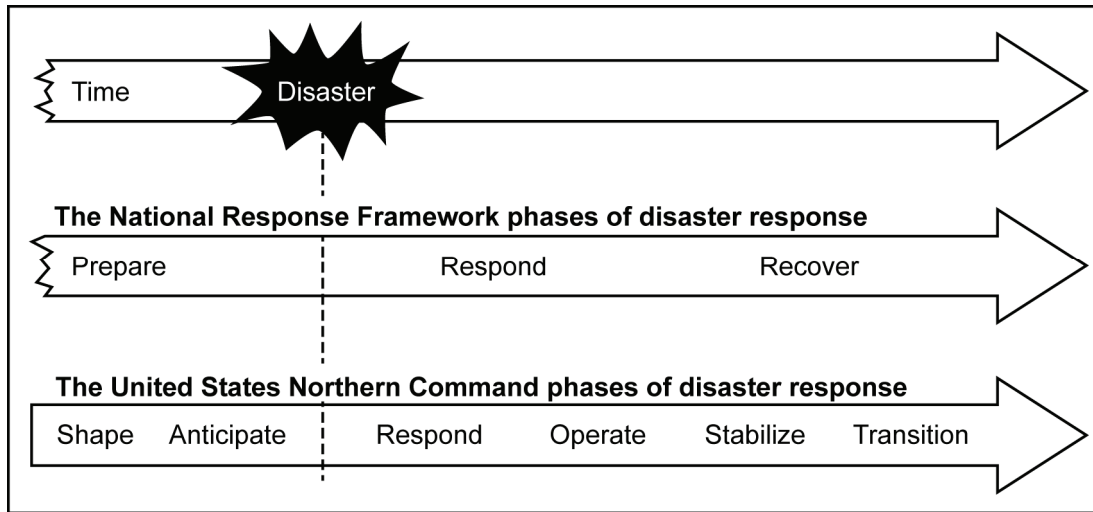 Time Disaster
The National Response Framework phases of disaster response
Prepare Respond Recover
The United States Northern Command phases of disaster response
Shape Anticipate Respond Operate Stabilize Transition